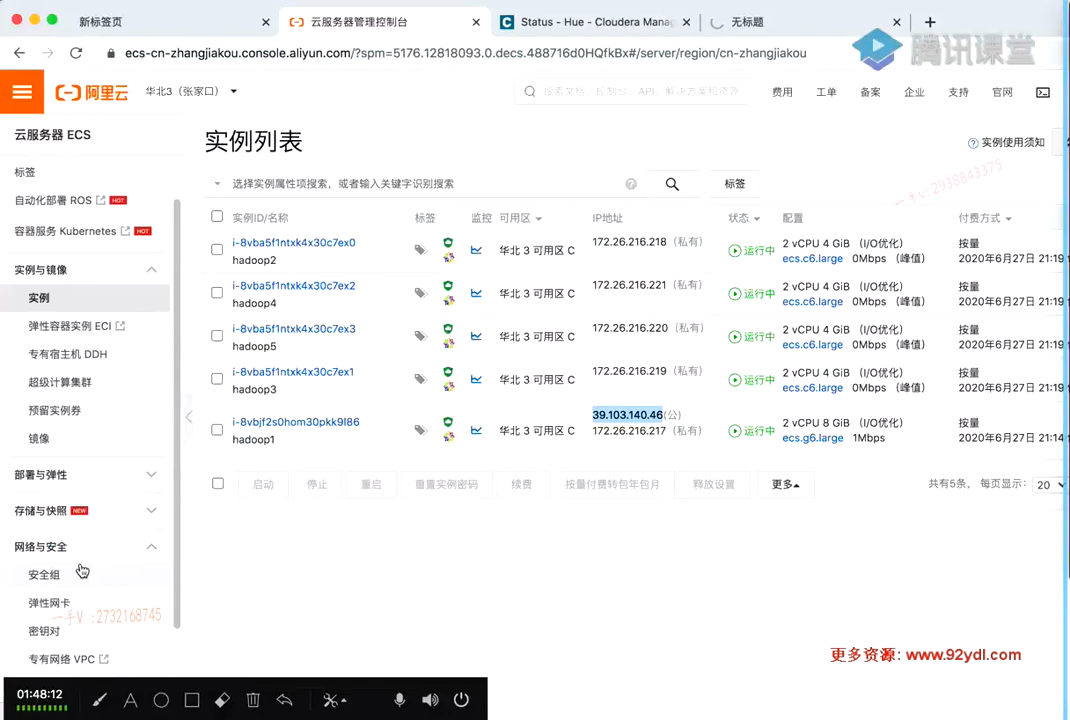 新标签页
云服务器管理控制台
Status - Hue - Cloudera Manag
无标题
ecs-cn-zhangjiakou.console.aliyun.com/?spm=5176.12818093.0.decs.488716d0HQfkBx#/server/region/cn-zhangjiakou
腾讯课堂
阿里云
华北3（张家口）
搜索文档、控制台、API、解决方案和资源
费用
工单
备案
企业
支持
官网
云服务器 ECS
标签
自动化部署 ROS HOT
容器服务 Kubernetes HOT
实例与镜像
实例
弹性容器实例 ECI
专有宿主机 DDH
超级计算集群
预留实例券
镜像
部署与弹性
存储与快照 NEW
网络与安全
安全组
弹性网卡
密钥对
专有网络 VPC
实例列表
实例使用须知
选择实例属性项搜索，或者输入关键字识别搜索
标签
实例ID/名称 标签 监控 可用区 IP地址 状态 配置 付费方式
i-8vba5f1ntxk4x30c7ex0 华北 3 可用区 C 172.26.216.218（私有） 运行中 2 vCPU 4 GiB （I/O优化） 按量
hadoop2 ecs.c6.large 0Mbps （峰值） 2020年6月27日 21:19
i-8vba5f1ntxk4x30c7ex2 华北 3 可用区 C 172.26.216.221（私有） 运行中 2 vCPU 4 GiB （I/O优化） 按量
hadoop4 ecs.c6.large 0Mbps （峰值） 2020年6月27日 21:19
i-8vba5f1ntxk4x30c7ex3 华北 3 可用区 C 172.26.216.220（私有） 运行中 2 vCPU 4 GiB （I/O优化） 按量
hadoop5 ecs.c6.large 0Mbps （峰值） 2020年6月27日 21:19
i-8vba5f1ntxk4x30c7ex1 华北 3 可用区 C 172.26.216.219（私有） 运行中 2 vCPU 4 GiB （I/O优化） 按量
hadoop3 ecs.c6.large 0Mbps （峰值） 2020年6月27日 21:19
39.103.140.46(公)
i-8vbjf2s0hom30pkk9l86 华北 3 可用区 C 172.26.216.217（私有） 运行中 2 vCPU 8 GiB （I/O优化） 按量
hadoop1 ecs.g6.large 1Mbps 2020年6月27日 21:14
启动
停止
重启
重置实例密码
续费
按量付费转包年包月
释放设置
更多
共有5条， 每页显示： 20
一手v:2938843375
一手V :2732168745
更多资源: www.92ydl.com
01:48:12